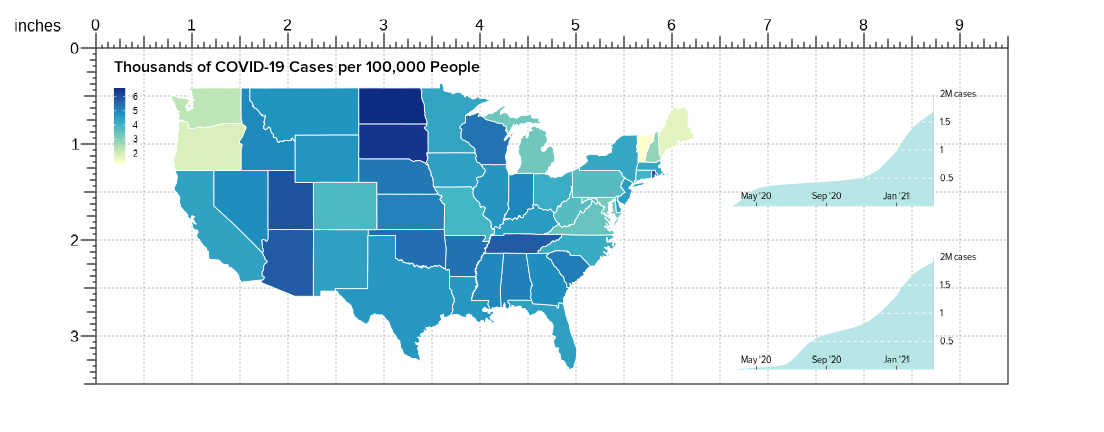 inches 0 1 2 3 4 5 6 7 8 9
0
1
2
3
Thousands of COVID-19 Cases per 100,000 People
6
5
4
3
2
2M cases
1.5
1
0.5
May '20 Sep '20 Jan '21
2M cases
1.5
1
0.5
May '20 Sep '20 Jan '21